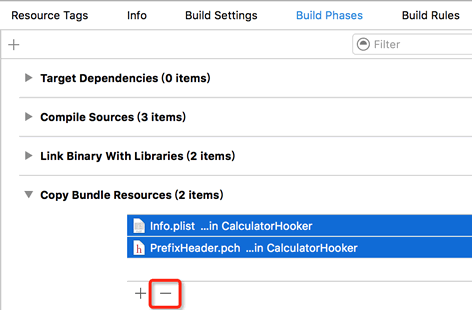 Resource Tags Info Build Settings Build Phases Build Rules
Filter
Target Dependencies (0 items)
Compile Sources (3 items)
Link Binary With Libraries (2 items)
Copy Bundle Resources (2 items)
Info.plist ...in CalculatorHooker
PrefixHeader.pch ...in CalculatorHooker